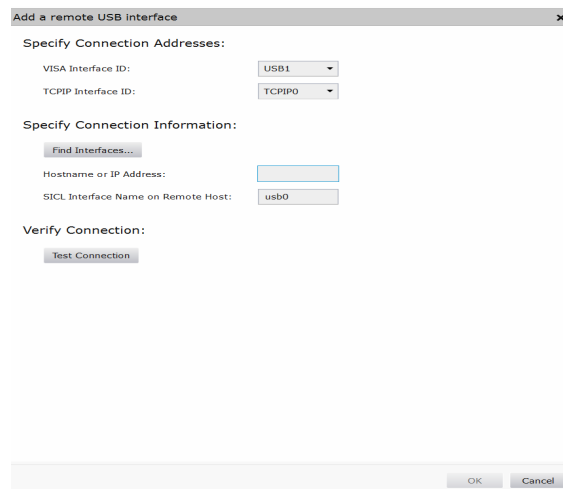 Add a remote USB interface
Specify Connection Addresses:
VISA Interface ID: USB1
TCPIP Interface ID: TCPIP0
Specify Connection Information:
Find Interfaces...
Hostname or IP Address:
SICL Interface Name on Remote Host: usb0
Verify Connection:
Test Connection
OK Cancel